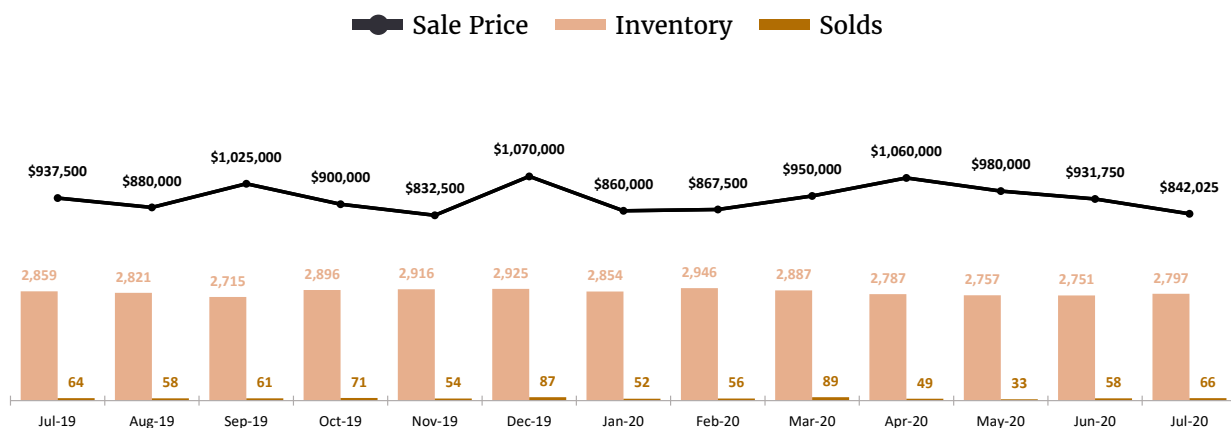 Sale Price Inventory Solds
$937,500 $880,000 $1,025,000 $900,000 $832,500 $1,070,000 $860,000 $867,500 $950,000 $1,060,000 $980,000 $931,750 $842,025
2,859 2,821 2,715 2,896 2,916 2,925 2,854 2,946 2,887 2,787 2,757 2,751 2,797
64 58 61 71 54 87 52 56 89 49 33 58 66
Jul-19 Aug-19 Sep-19 Oct-19 Nov-19 Dec-19 Jan-20 Feb-20 Mar-20 Apr-20 May-20 Jun-20 Jul-20